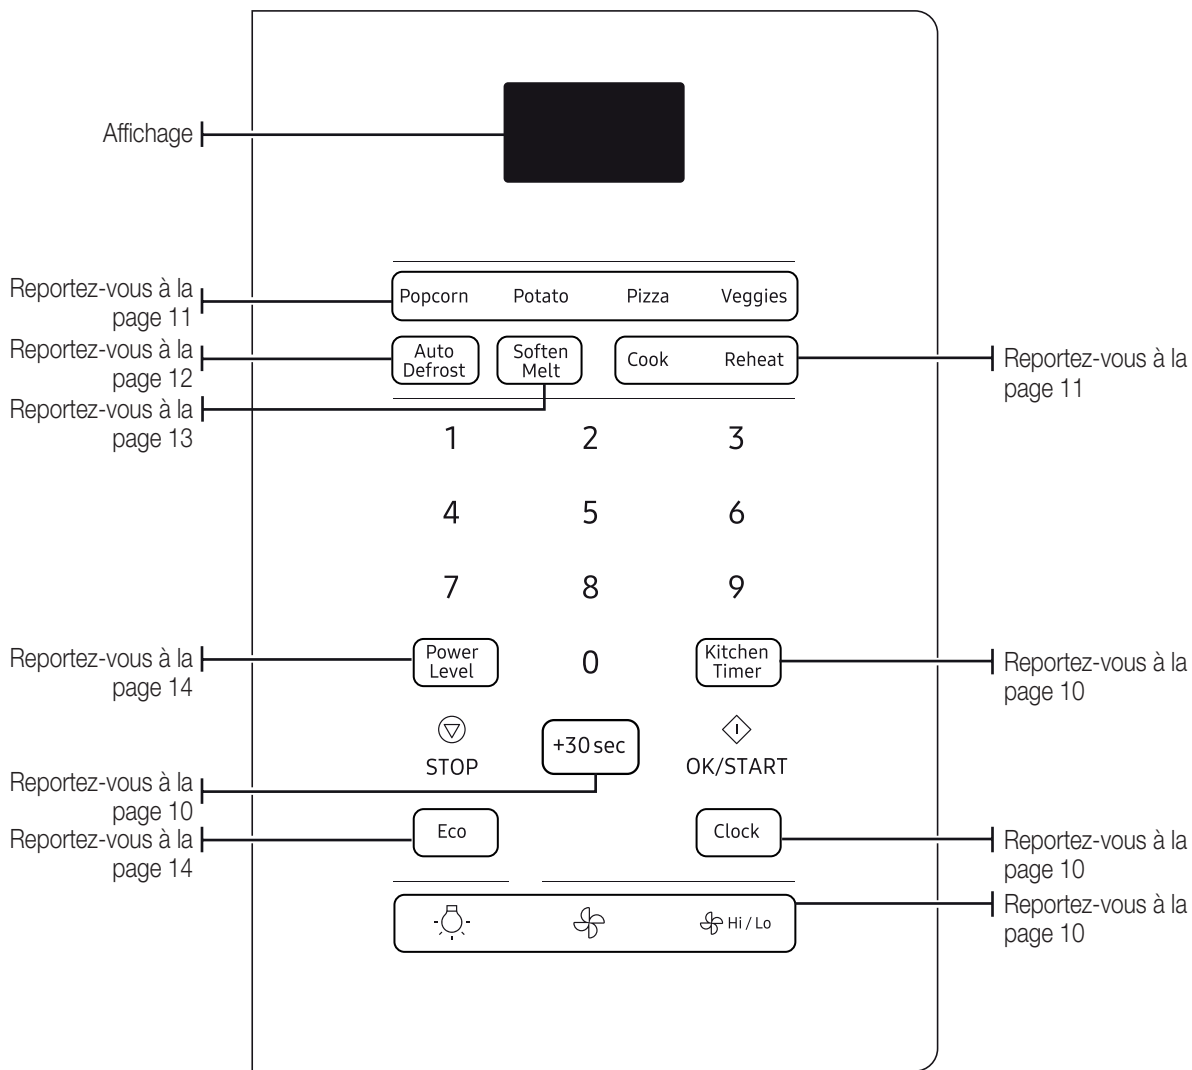 Affichage
Reportez-vous à la
page 11
Popcorn Potato Pizza Veggies
Reportez-vous à la
page 12
Auto
Defrost
Soften
Melt
Cook Reheat
Reportez-vous à la
page 11
Reportez-vous à la
page 13
1 2 3
4 5 6
7 8 9
Reportez-vous à la
page 14
Power
Level
0
Kitchen
Timer
Reportez-vous à la
page 10
STOP
+30 sec
OK/START
Reportez-vous à la
page 10
Reportez-vous à la
page 14
Eco
Clock
Reportez-vous à la
page 10
Hi / Lo
Reportez-vous à la
page 10